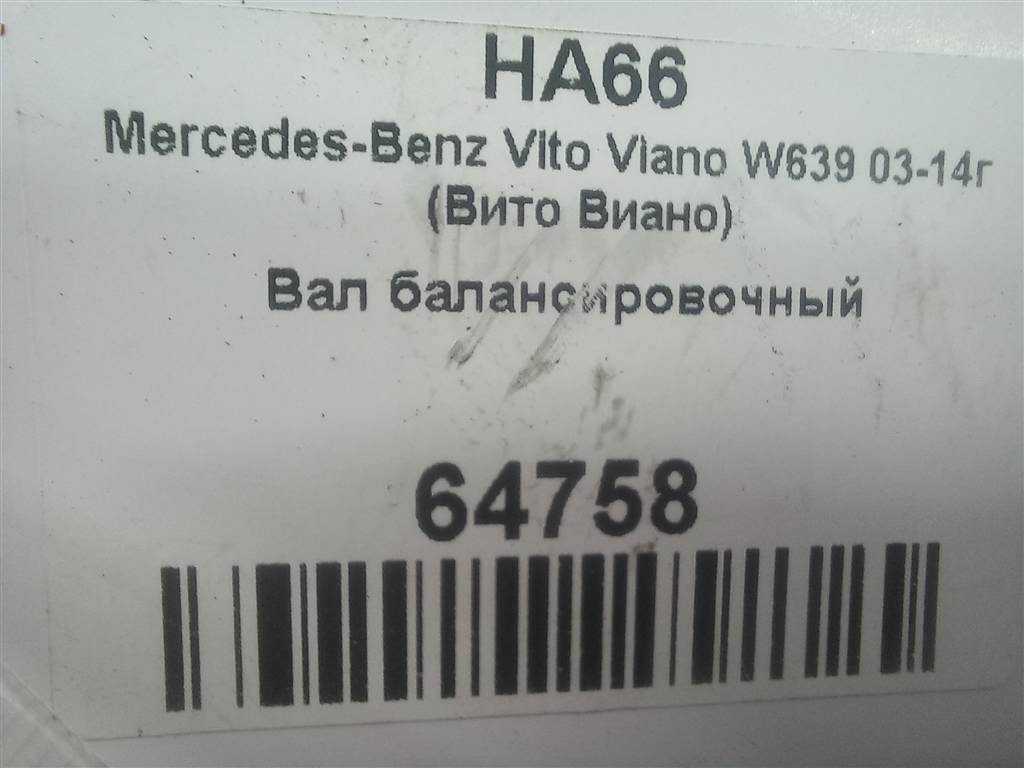 HA66
Mercedes-Benz Vito Viano W639 03-14г
(Вито Виано)
Вал балансировочный
64758